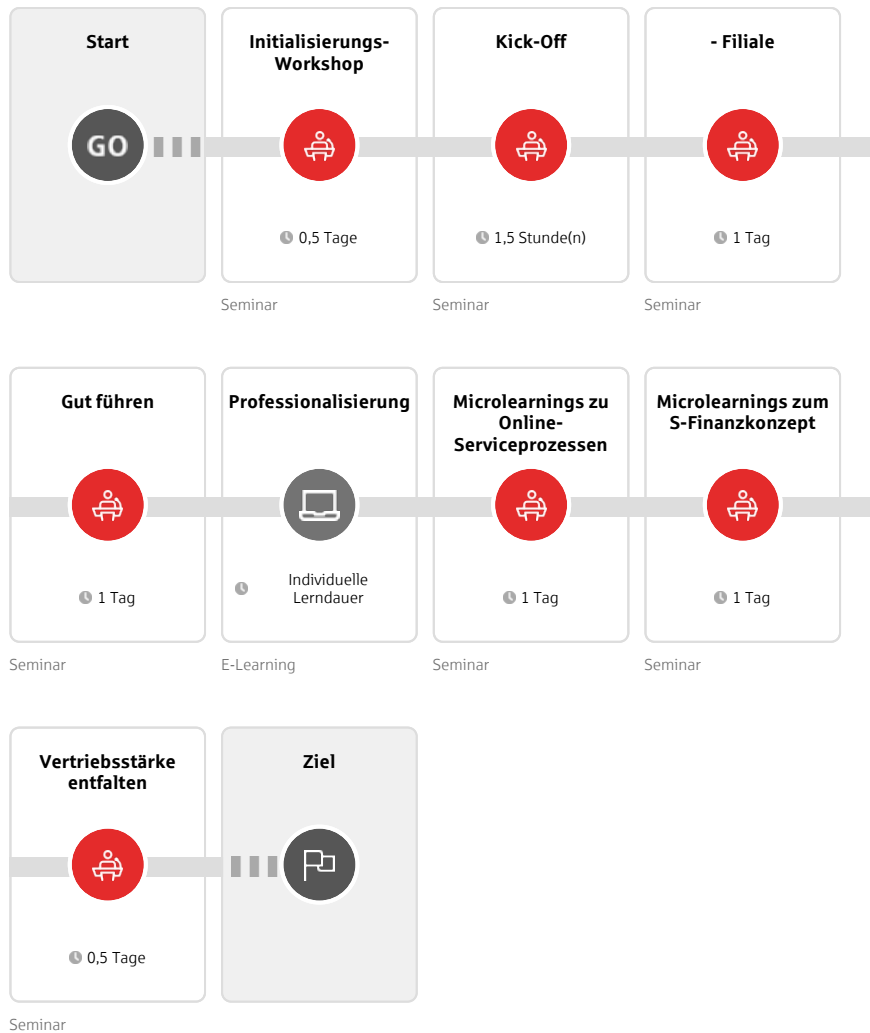 Start
Initialisierungs-
Workshop
Kick-Off
- Filiale
GO
0,5 Tage
1,5 Stunde(n)
1 Tag
Seminar
Seminar
Seminar
Gut führen
Professionalisierung
Microlearnings zu
Online-
Serviceprozessen
Microlearnings zum
S-Finanzkonzept
1 Tag
Individuelle
Lerndauer
1 Tag
1 Tag
Seminar
E-Learning
Seminar
Seminar
Vertriebsstärke
entfalten
Ziel
0,5 Tage
Seminar